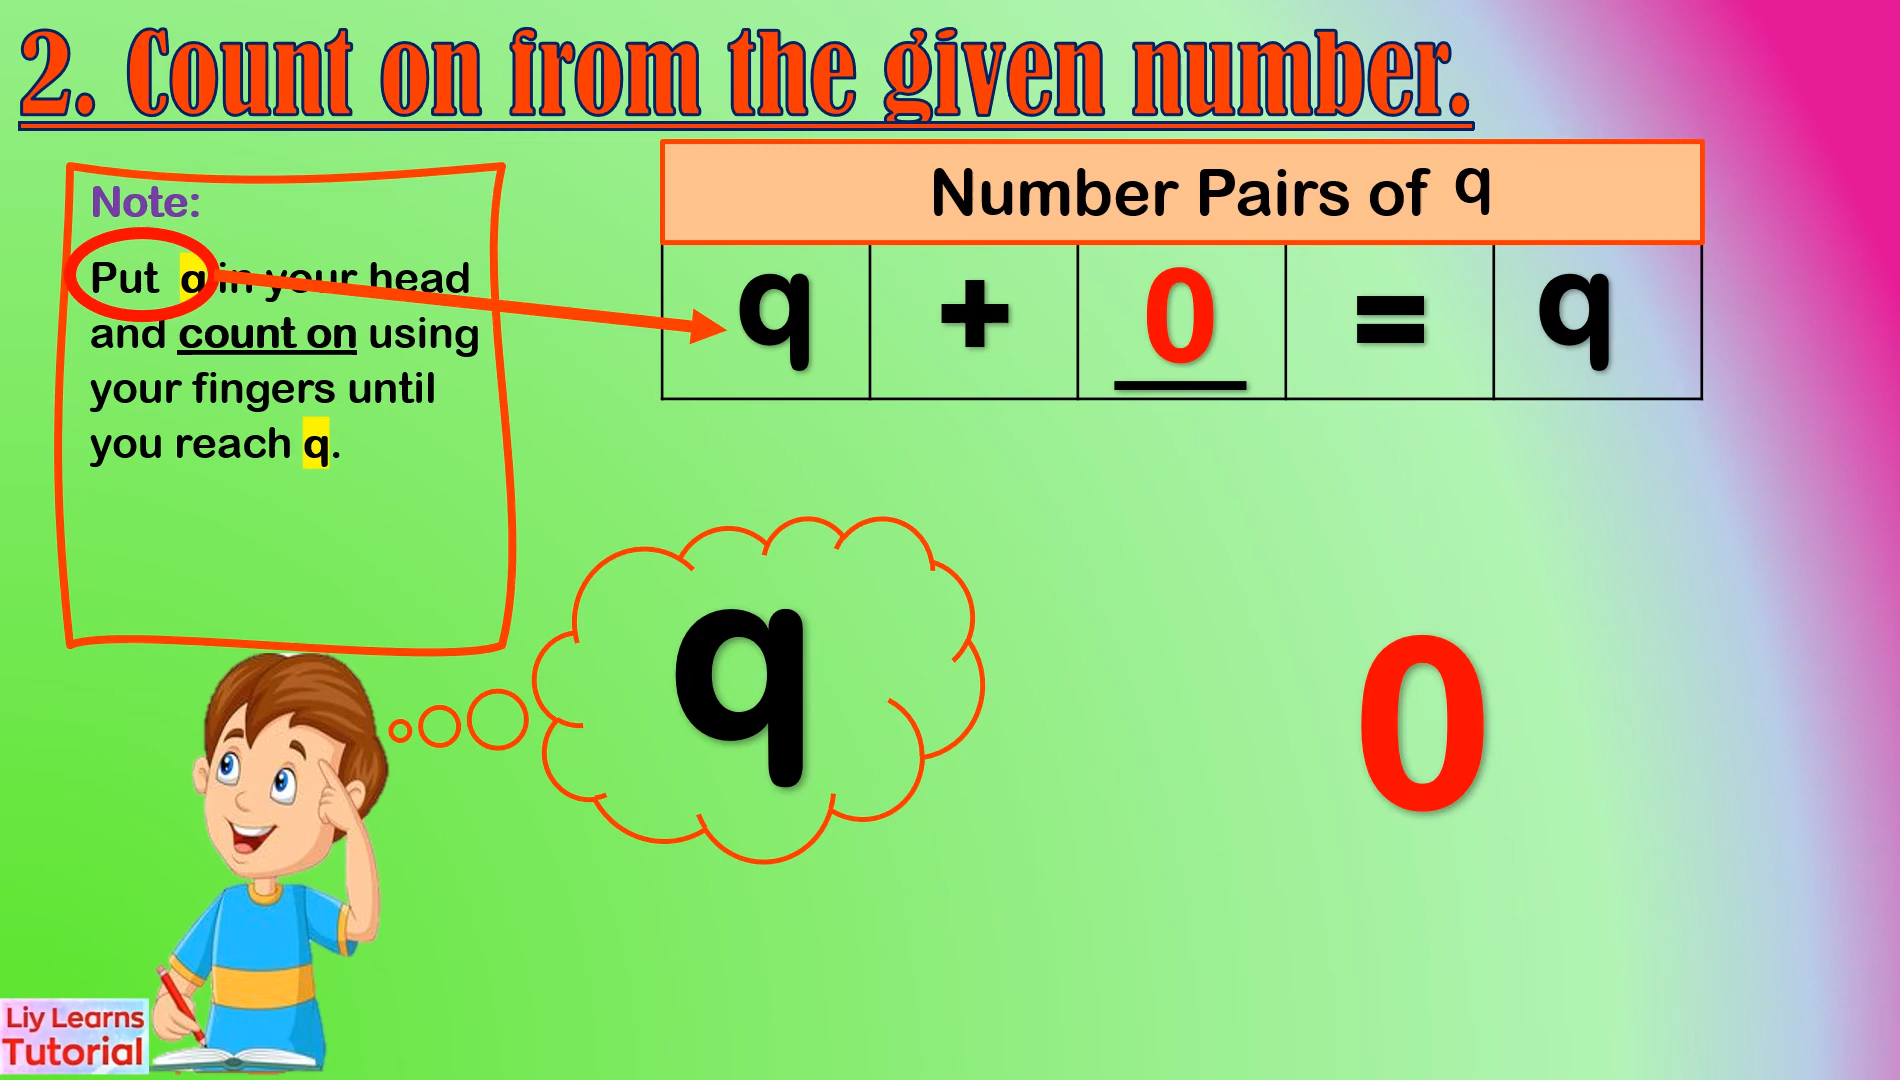 2. Count on from the given number.
Note:
Put q in your head
and count on using
your fingers until
you reach q.
Number Pairs of q
q + 0 = q
q
0
Liy Learns
Tutorial